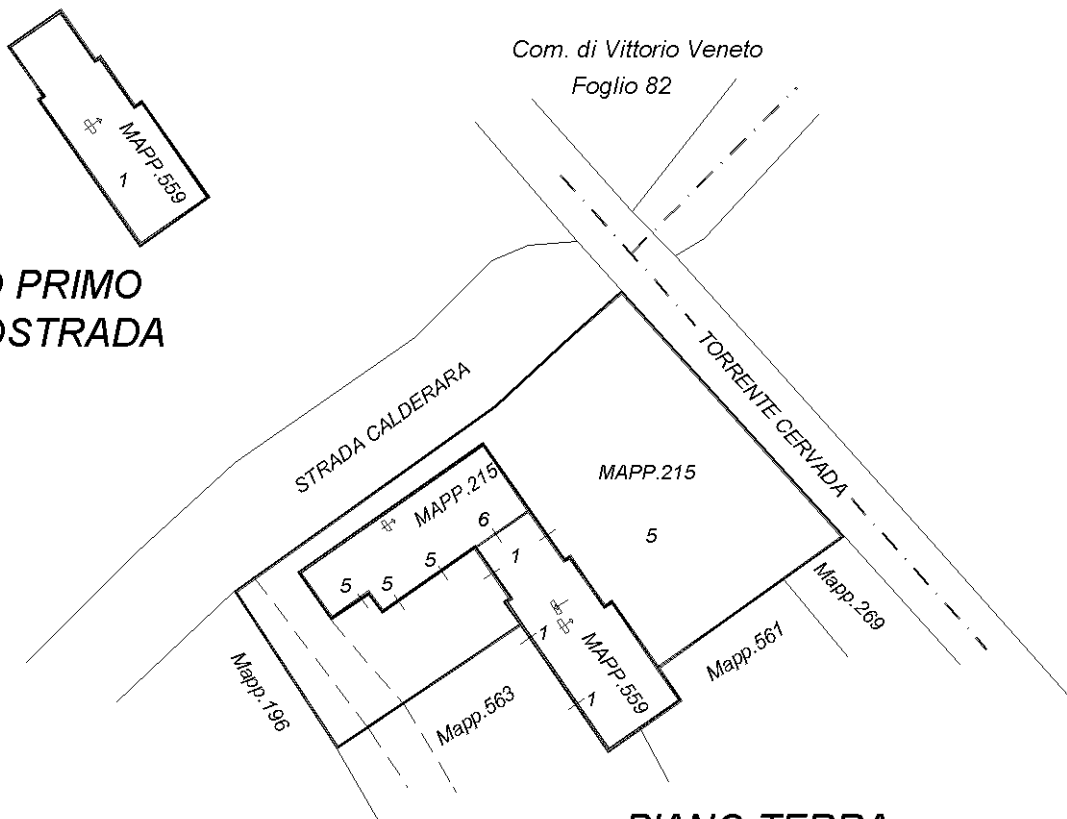 Com. di Vittorio Veneto
Foglio 82
MAPP.559
1
PRIMO
STRADA CALDERARA
TORRENTE CERVADA
MAPP.215
5
MAPP.215
6
5
5
5
1
1
1
MAPP.559
Mapp.269
Mapp.561
Mapp.563
Mapp.196